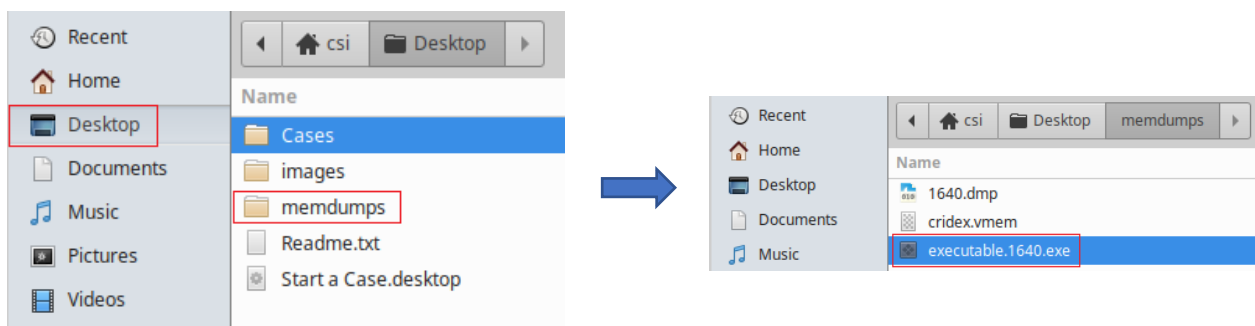 Recent
Home
Desktop
Documents
Music
Pictures
Videos
csi Desktop
Name
Cases
images
memdumps
Readme.txt
Start a Case.desktop
Recent
Home
Desktop
Documents
Music
csi Desktop memdumps
Name
1640.dmp
cridex.vmem
executable.1640.exe